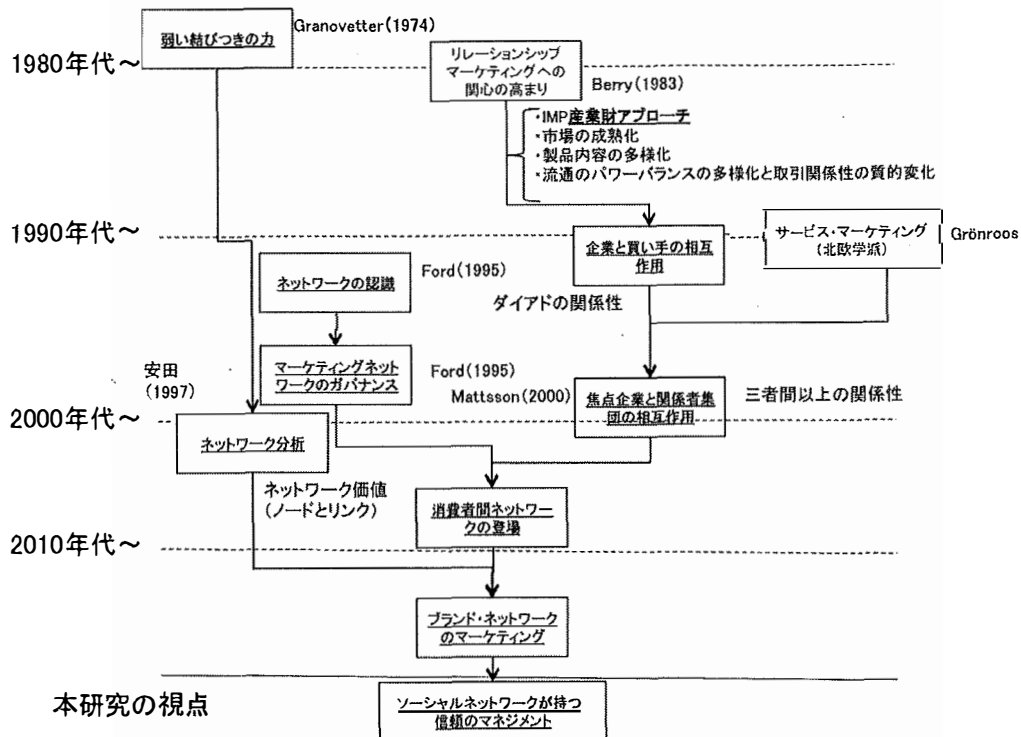 弱い結びつきの力
Granovetter(1974)
1980年代～
リレーションシップ
マーケティングへの
関心の高まり
Berry(1983)
・IMP産業財アプローチ
・市場の成熟化
・製品内容の多様化
・流通のパワーバランスの多様化と取引関係性の質的変化
1990年代～
企業と買い手の相互
作用
サービス・マーケティング
(北欧学派)
Grönroos
ネットワークの認識
Ford(1995)
ダイアドの関係性
安田
(1997)
マーケティングネット
ワークのガバナンス
Ford(1995)
Mattsson(2000)
焦点企業と関係者集
団の相互作用
三者間以上の関係性
2000年代～
ネットワーク分析
ネットワーク価値
(ノードとリンク)
消費者間ネットワー
クの登場
2010年代～
ブランド・ネットワーク
のマーケティング
本研究の視点
ソーシャルネットワークが持つ
信頼のマネジメント